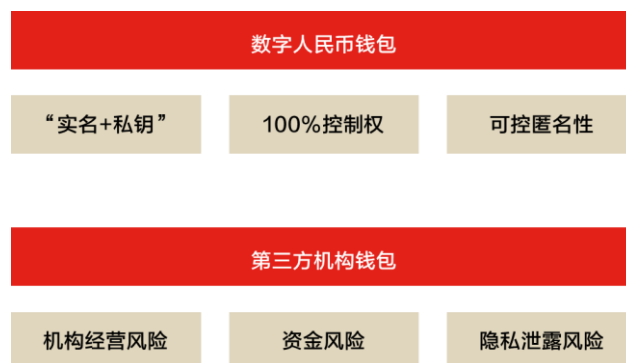 数字人民币钱包
“实名+私钥” 100%控制权 可控匿名性
第三方机构钱包
机构经营风险 资金风险 隐私泄露风险